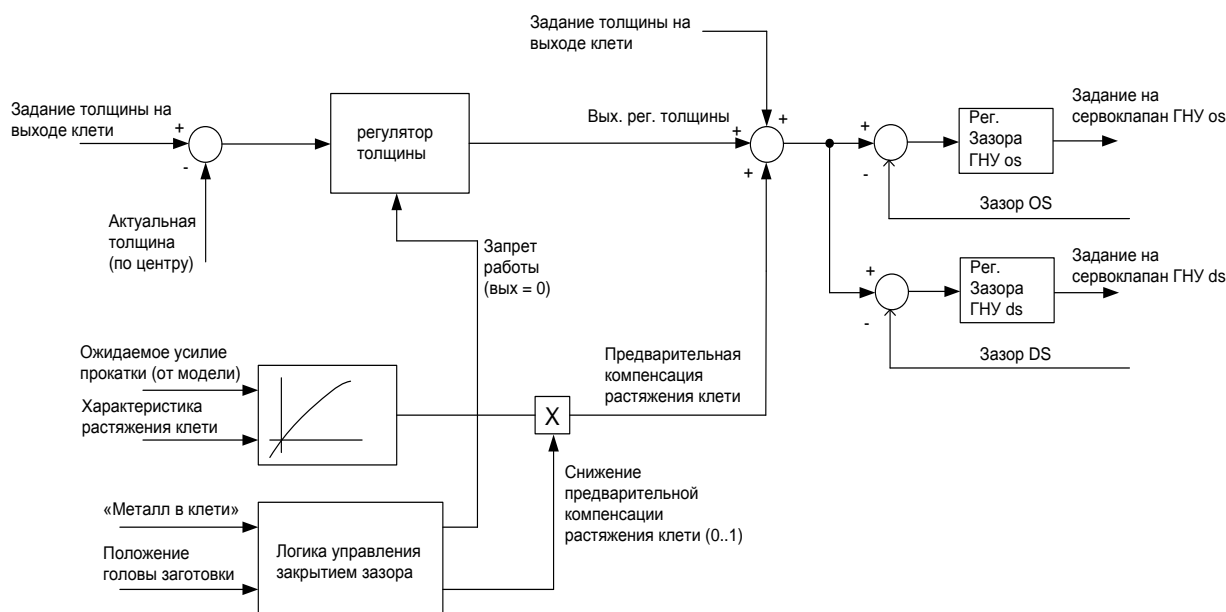 Задание толщины на
выходе клети
Задание толщины на
выходе клети
+
-
регулятор
толщины
Вых. рег. толщины
+
+
+
+
-
Рег.
Зазора
ГНУ os
Задание на
сервоклапан ГНУ os
Зазор OS
Актуальная
толщина
(по центру)
Запрет
работы
(вых = 0)
+
-
Рег.
Зазора
ГНУ ds
Задание на
сервоклапан ГНУ ds
Зазор DS
Ожидаемое усилие
прокатки (от модели)
Характеристика
растяжения клети
X
Предварительная
компенсация
растяжения клети
Снижение
предварительной
компенсации
растяжения клети (0..1)
«Металл в клети»
Положение
головы заготовки
Логика управления
закрытием зазора